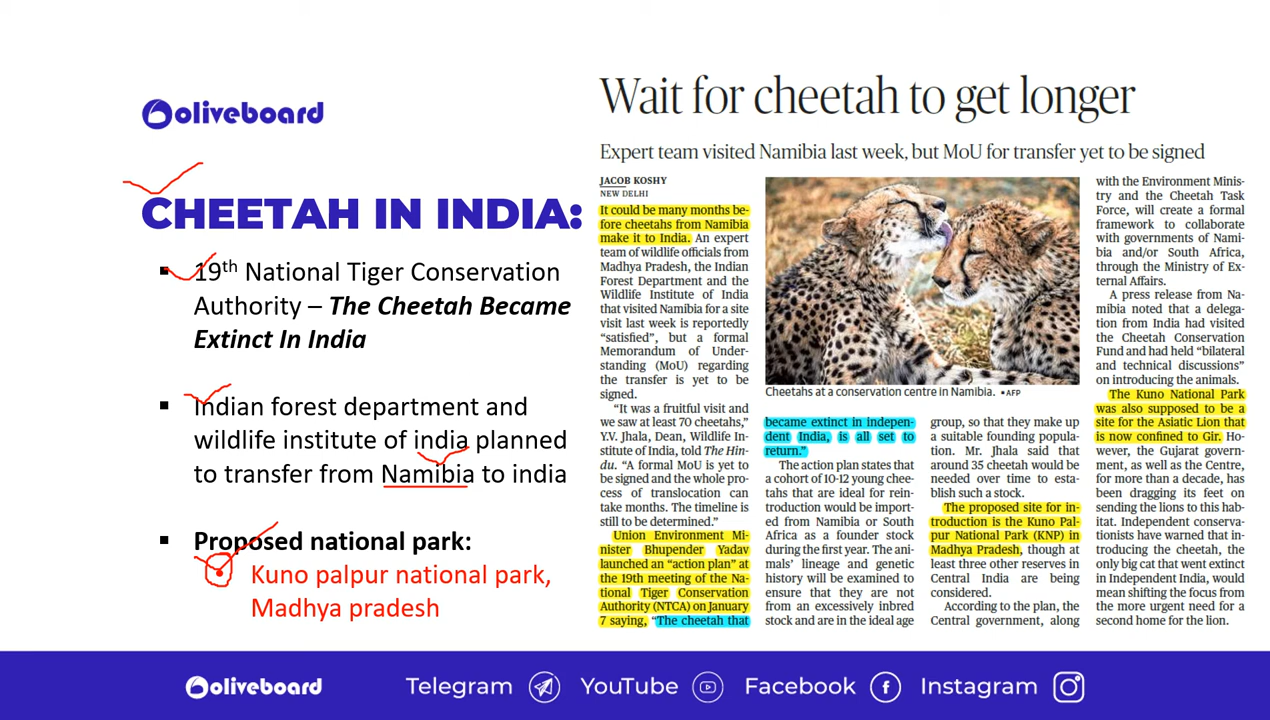 oliveboard
CHEETAH IN INDIA:
▪ 19th National Tiger Conservation
Authority – The Cheetah Became
Extinct In India
▪ Indian forest department and
wildlife institute of india planned
to transfer from Namibia to india
▪ Proposed national park:
Kuno palpur national park,
Madhya pradesh
Wait for cheetah to get longer
Expert team visited Namibia last week, but MoU for transfer yet to be signed
JACOB KOSHY
NEW DELHI
It could be many months be-
fore cheetahs from Namibia
make it to India. An expert
team of wildlife officials from
Madhya Pradesh, the Indian
Forest Department and the
Wildlife Institute of India
that visited Namibia for a site
visit last week is reportedly
“satisfied”, but a formal
Memorandum of Under-
standing (MoU) regarding
the transfer is yet to be
signed.
“It was a fruitful visit and
we saw at least 70 cheetahs,”
Y.V. Jhala, Dean, Wildlife In-
stitute of India, told The Hin-
du. “A formal MoU is yet to
be signed and the whole pro-
cess of translocation can
take months. The timeline is
still to be determined.”
Union Environment Mi-
nister Bhupender Yadav
launched an “action plan” at
the 19th meeting of the Na-
tional Tiger Conservation
Authority (NTCA) on January
7 saying, “The cheetah that
Cheetahs at a conservation centre in Namibia. • AFP
became extinct in indepen-
dent India, is all set to
return.”
The action plan states that
a cohort of 10-12 young chee-
tahs that are ideal for rein-
troduction would be import-
ed from Namibia or South
Africa as a founder stock
during the first year. The ani-
mals’ lineage and genetic
history will be examined to
ensure that they are not
from an excessively inbred
stock and are in the ideal age
group, so that they make up
a suitable founding popula-
tion. Mr. Jhala said that
around 35 cheetah would be
needed over time to esta-
blish such a stock.
The proposed site for in-
troduction is the Kuno Pal-
pur National Park (KNP) in
Madhya Pradesh, though at
least three other reserves in
Central India are being
considered.
According to the plan, the
Central government, along
with the Environment Minis-
try and the Cheetah Task
Force, will create a formal
framework to collaborate
with governments of Nami-
bia and/or South Africa,
through the Ministry of Ex-
ternal Affairs.
A press release from Na-
mibia noted that a delega-
tion from India had visited
the Cheetah Conservation
Fund and had held “bilateral
and technical discussions”
on introducing the animals.
The Kuno National Park
was also supposed to be a
site for the Asiatic Lion that
is now confined to Gir. Ho-
wever, the Gujarat govern-
ment, as well as the Centre,
for more than a decade, has
been dragging its feet on
sending the lions to this hab-
itat. Independent conserva-
tionists have warned that in-
troducing the cheetah, the
only big cat that went extinct
in Independent India, would
mean shifting the focus from
the more urgent need for a
second home for the lion.
oliveboard Telegram YouTube Facebook Instagram